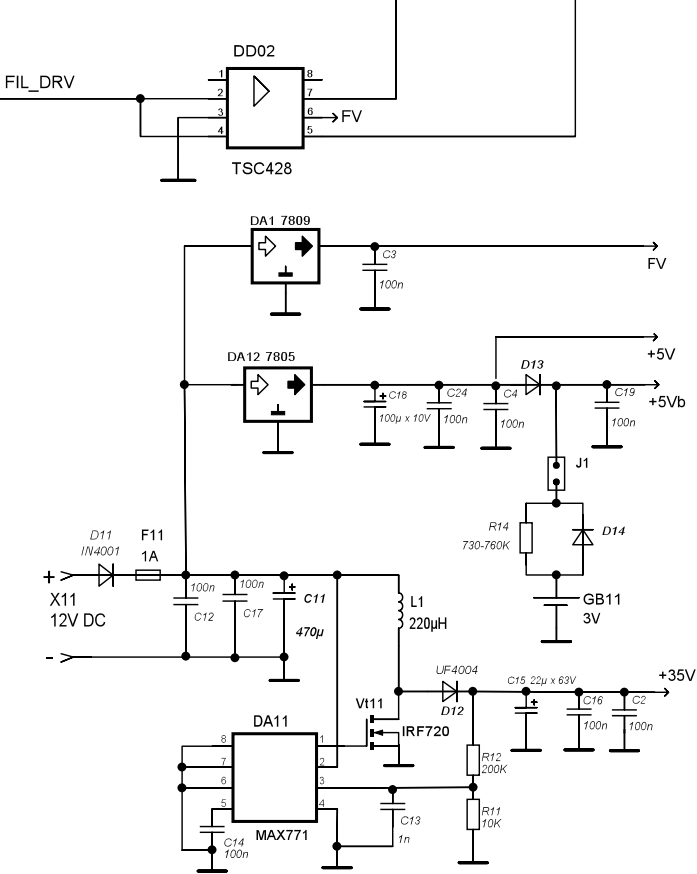 DD02
FIL_DRV
1 8
2 7
3 6 FV
4 5
TSC428
DA1 7809
C3
100n
FV
+5V
DA12 7805
D13
+ C18
100µ x 10V
C24
100n
C4
100n
C19
100n
+5Vb
J1
R14
730-760K
D14
GB11
3V
D11
IN4001
F11
1A
+
X11
12V DC
-
100n
C12
100n
C17
+
C11
470µ
L1
220µH
UF4004
D12
C15 22µ x 63V
+
C16
100n
C2
100n
+35V
Vt11
IRF720
DA11
8 1
7 2
6 3
5 4
MAX771
C14
100n
C13
1n
R12
200K
R11
10K